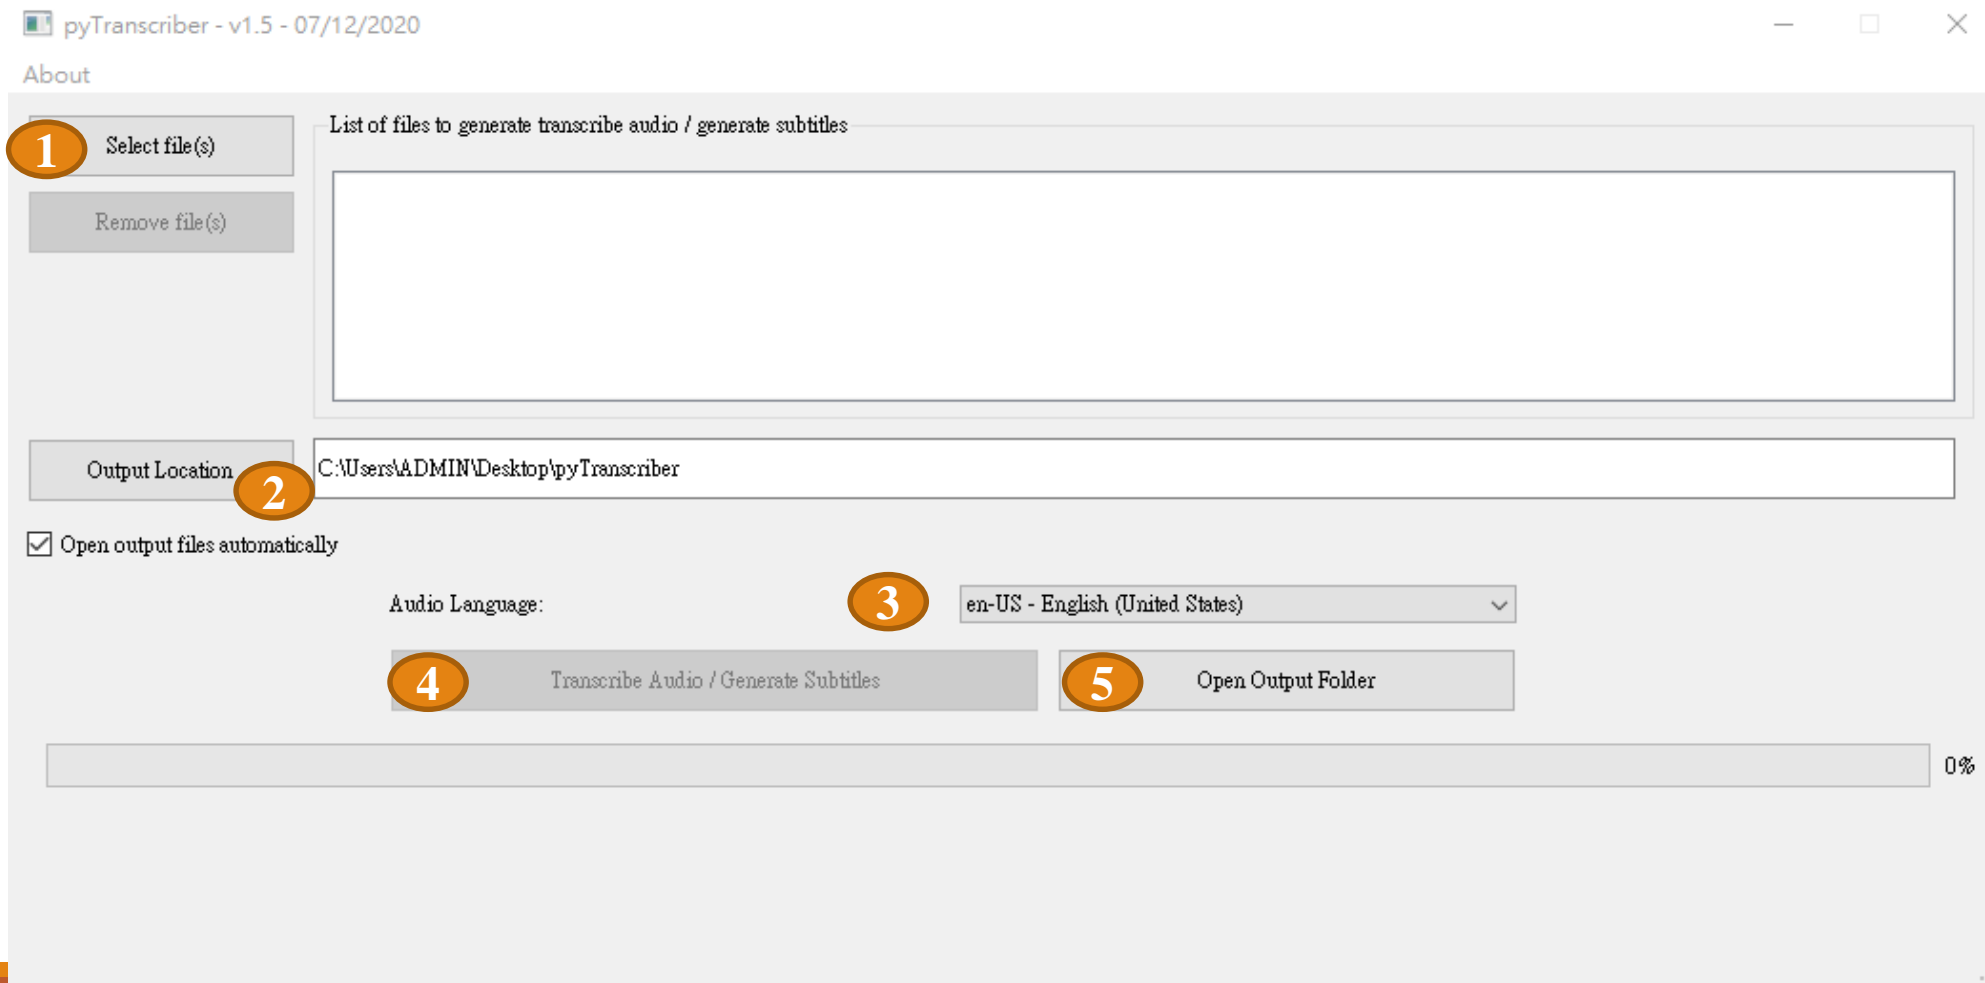 pyTranscriber - v1.5 - 07/12/2020
About
1 Select file(s)
List of files to generate transcribe audio / generate subtitles
Remove file(s)
Output Location 2
C:\Users\ADMIN\Desktop\pyTranscriber
Open output files automatically
Audio Language: 3 en-US - English (United States)
4 Transcribe Audio / Generate Subtitles
5 Open Output Folder
0%